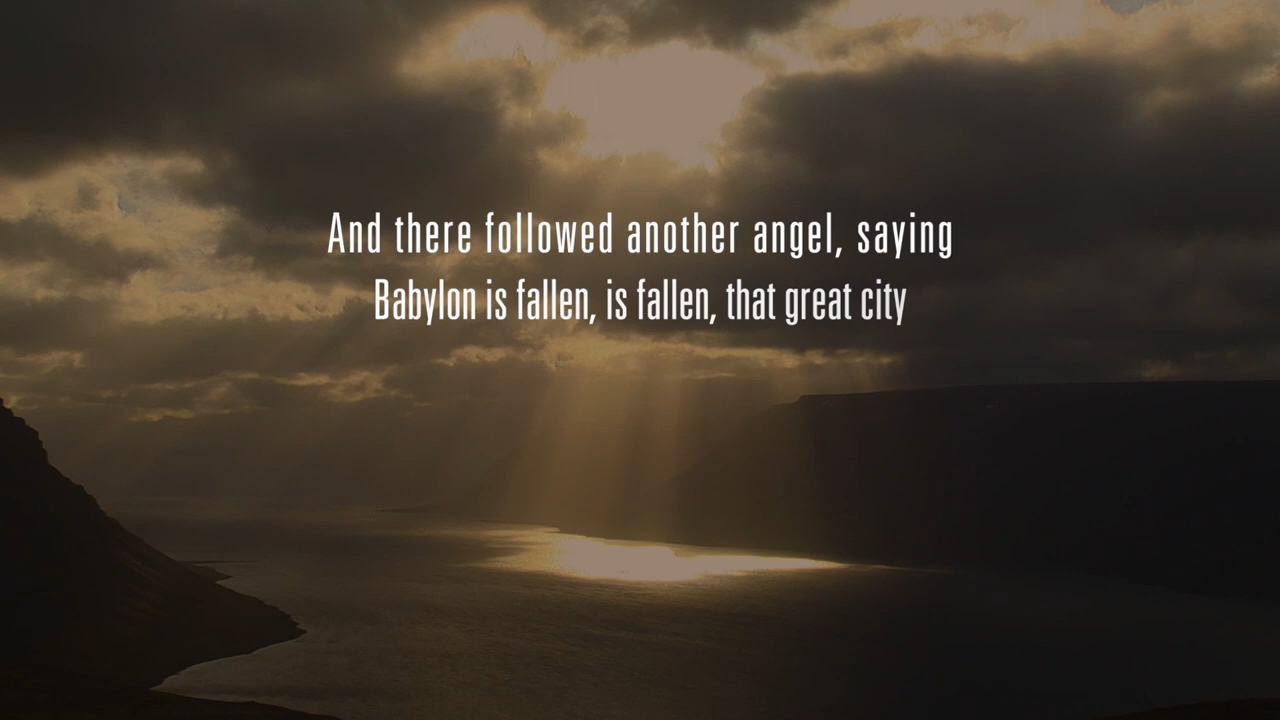 And there followed another angel, saying
Babylon is fallen, is fallen, that great city